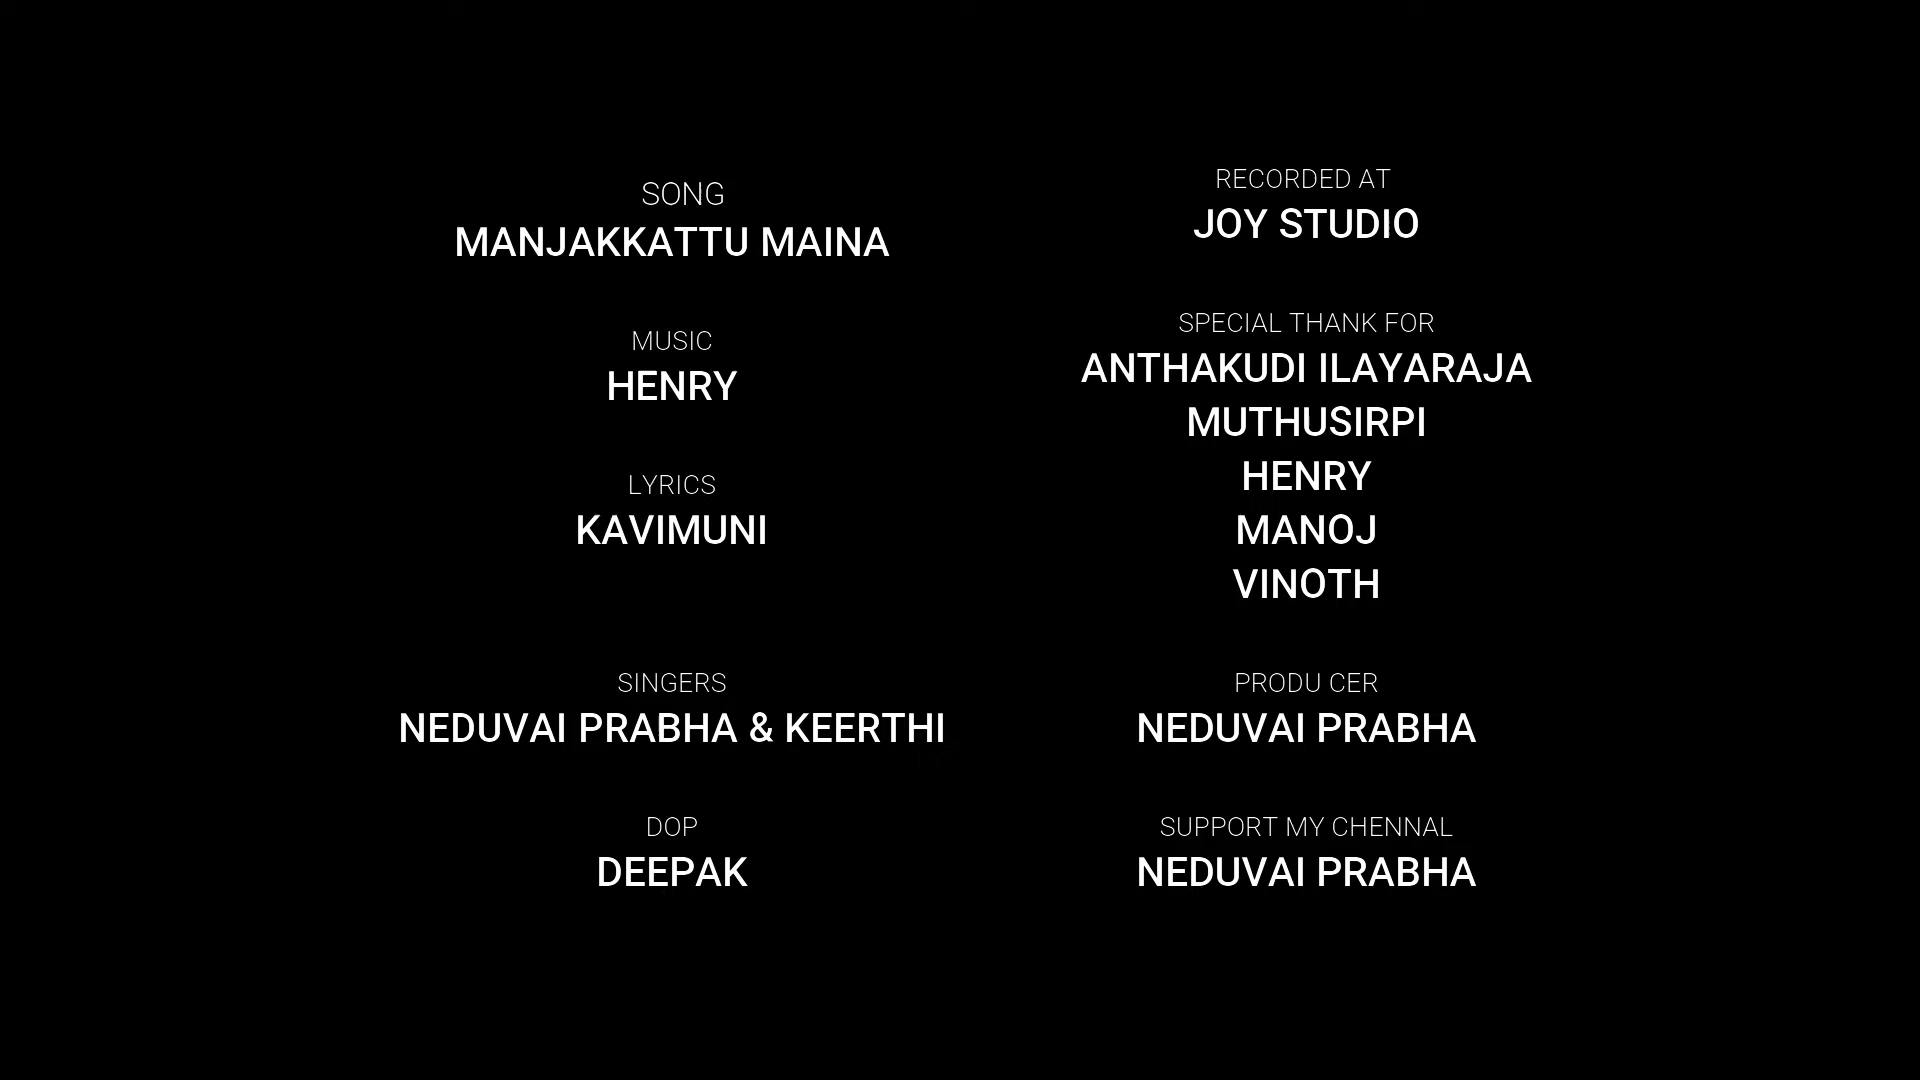 SONG
MANJAKKATTU MAINA
MUSIC
HENRY
LYRICS
KAVIMUNI
SINGERS
NEDUVAI PRABHA & KEERTHI
DOP
DEEPAK
RECORDED AT
JOY STUDIO
SPECIAL THANK FOR
ANTHAKUDI ILAYARAJA
MUTHUSIRPI
HENRY
MANOJ
VINOTH
PRODU CER
NEDUVAI PRABHA
SUPPORT MY CHENNAL
NEDUVAI PRABHA